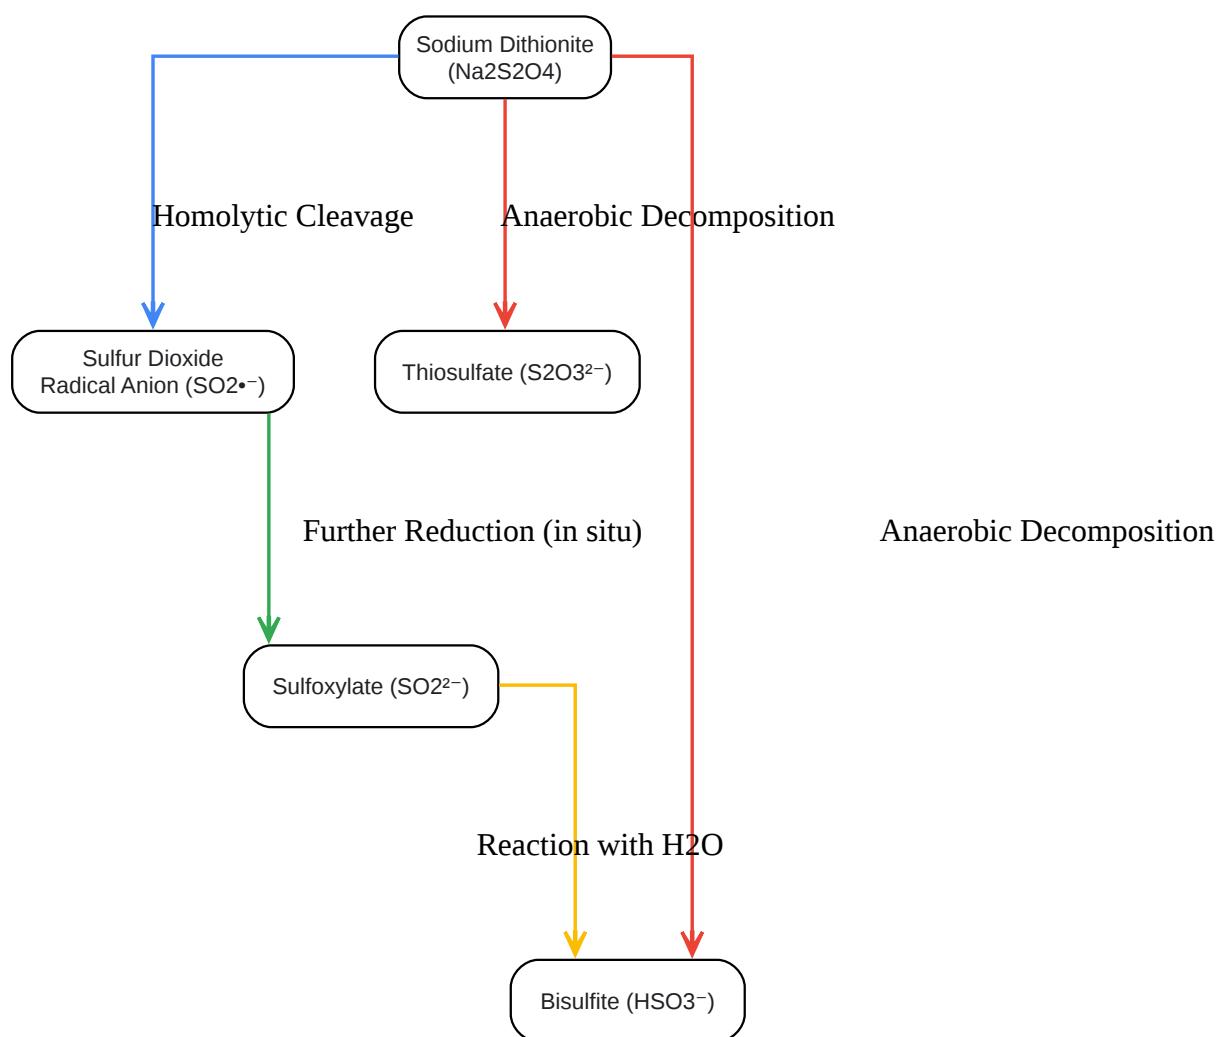 Sodium Dithionite
(Na2S2O4)
Homolytic Cleavage
Anaerobic Decomposition
Sulfur Dioxide
Radical Anion (SO2•⁻)
Thiosulfate (S2O3²⁻)
Further Reduction (in situ)
Anaerobic Decomposition
Sulfoxylate (SO2²⁻)
Reaction with H2O
Bisulfite (HSO3⁻)